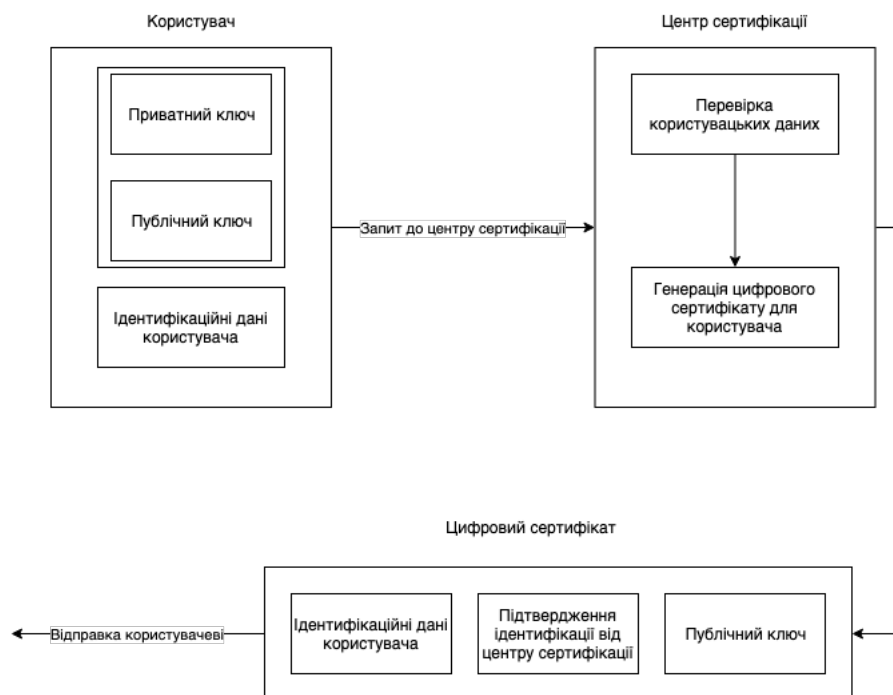 Користувач
Центр сертифікації
Приватний ключ
Публічний ключ
Ідентифікаційні дані
користувача
Запит до центру сертифікації
Перевірка
користувацьких даних
Генерація цифрового
сертифікату для
користувача
Цифровий сертифікат
Відправка користувачеві
Ідентифікаційні дані
користувача
Підтвердження
ідентифікації від
центру сертифікації
Публічний ключ